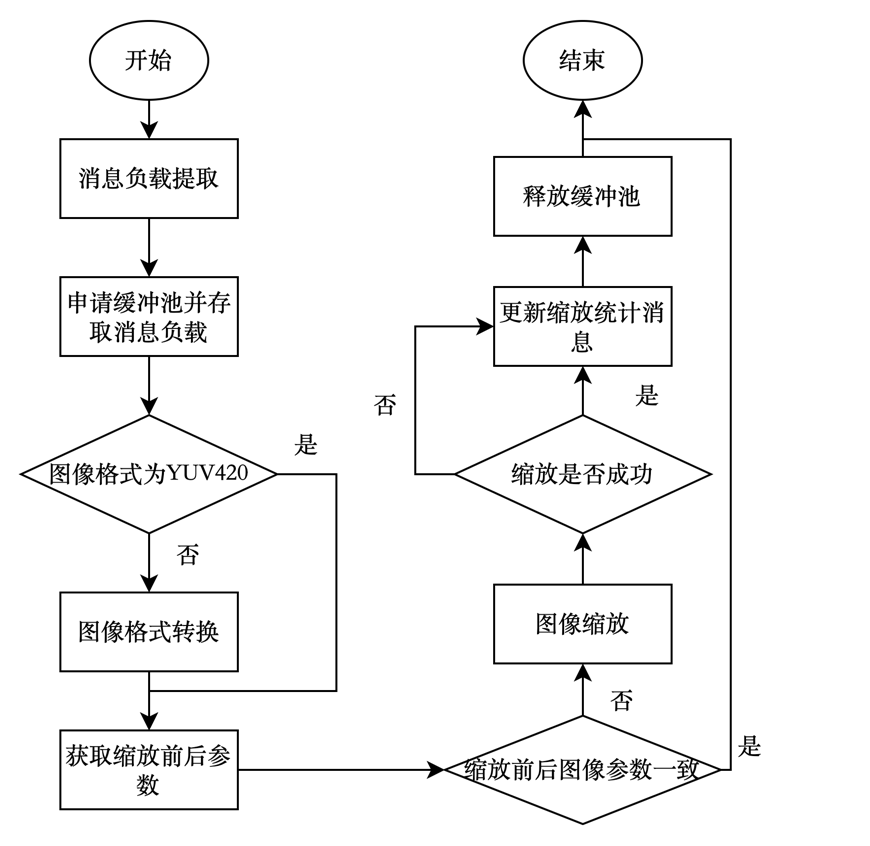 开始
消息负载提取
申请缓冲池并存
取消息负载
图像格式为YUV420
是
否
图像格式转换
获取缩放前后参
数
缩放前后图像参数一致
是
否
图像缩放
缩放是否成功
是
否
更新缩放统计消
息
释放缓冲池
结束